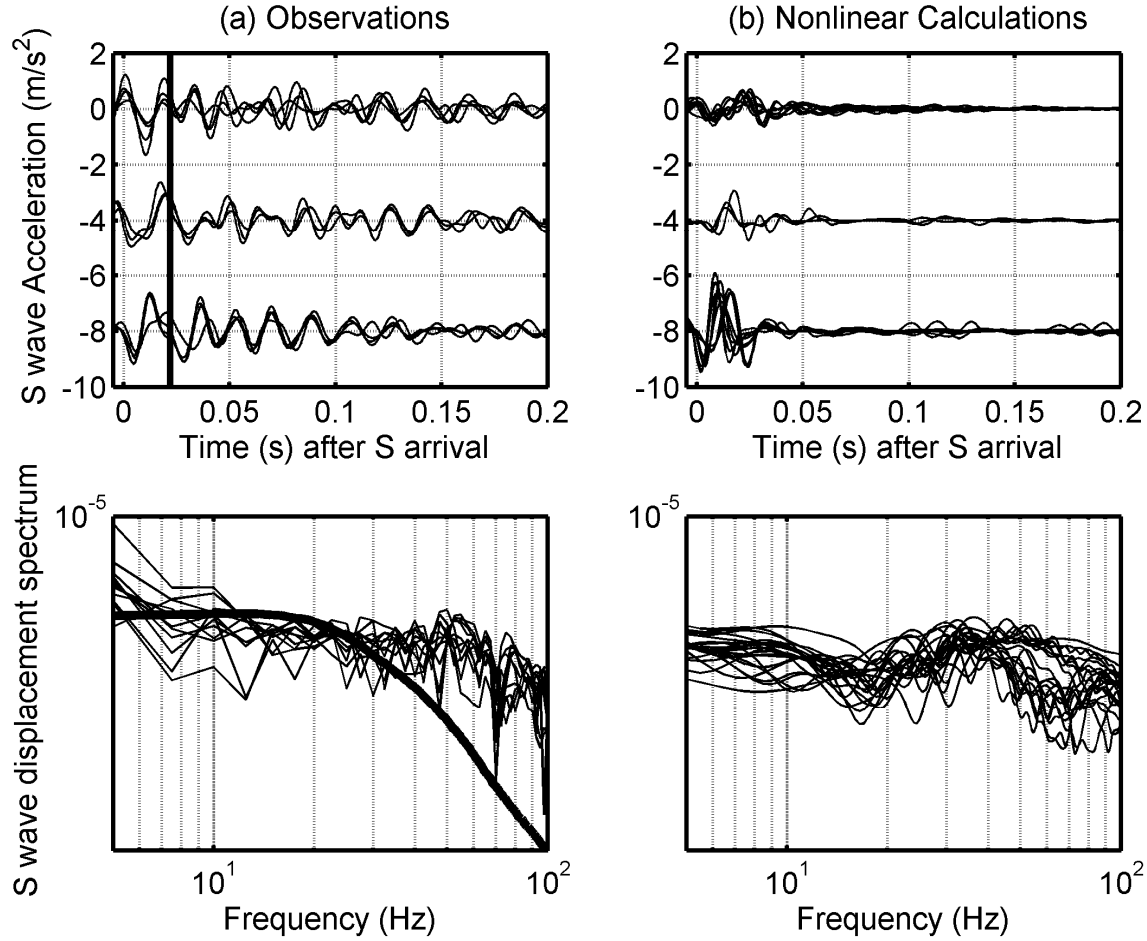 (a) Observations
S wave Acceleration (m/s²)
2
0
-2
-4
-6
-8
-10
0 0.05 0.1 0.15 0.2
Time (s) after S arrival
(b) Nonlinear Calculations
2
0
-2
-4
-6
-8
-10
0 0.05 0.1 0.15 0.2
Time (s) after S arrival
S wave displacement spectrum
10⁻⁵
10¹ 10²
Frequency (Hz)
10⁻⁵
10¹ 10²
Frequency (Hz)